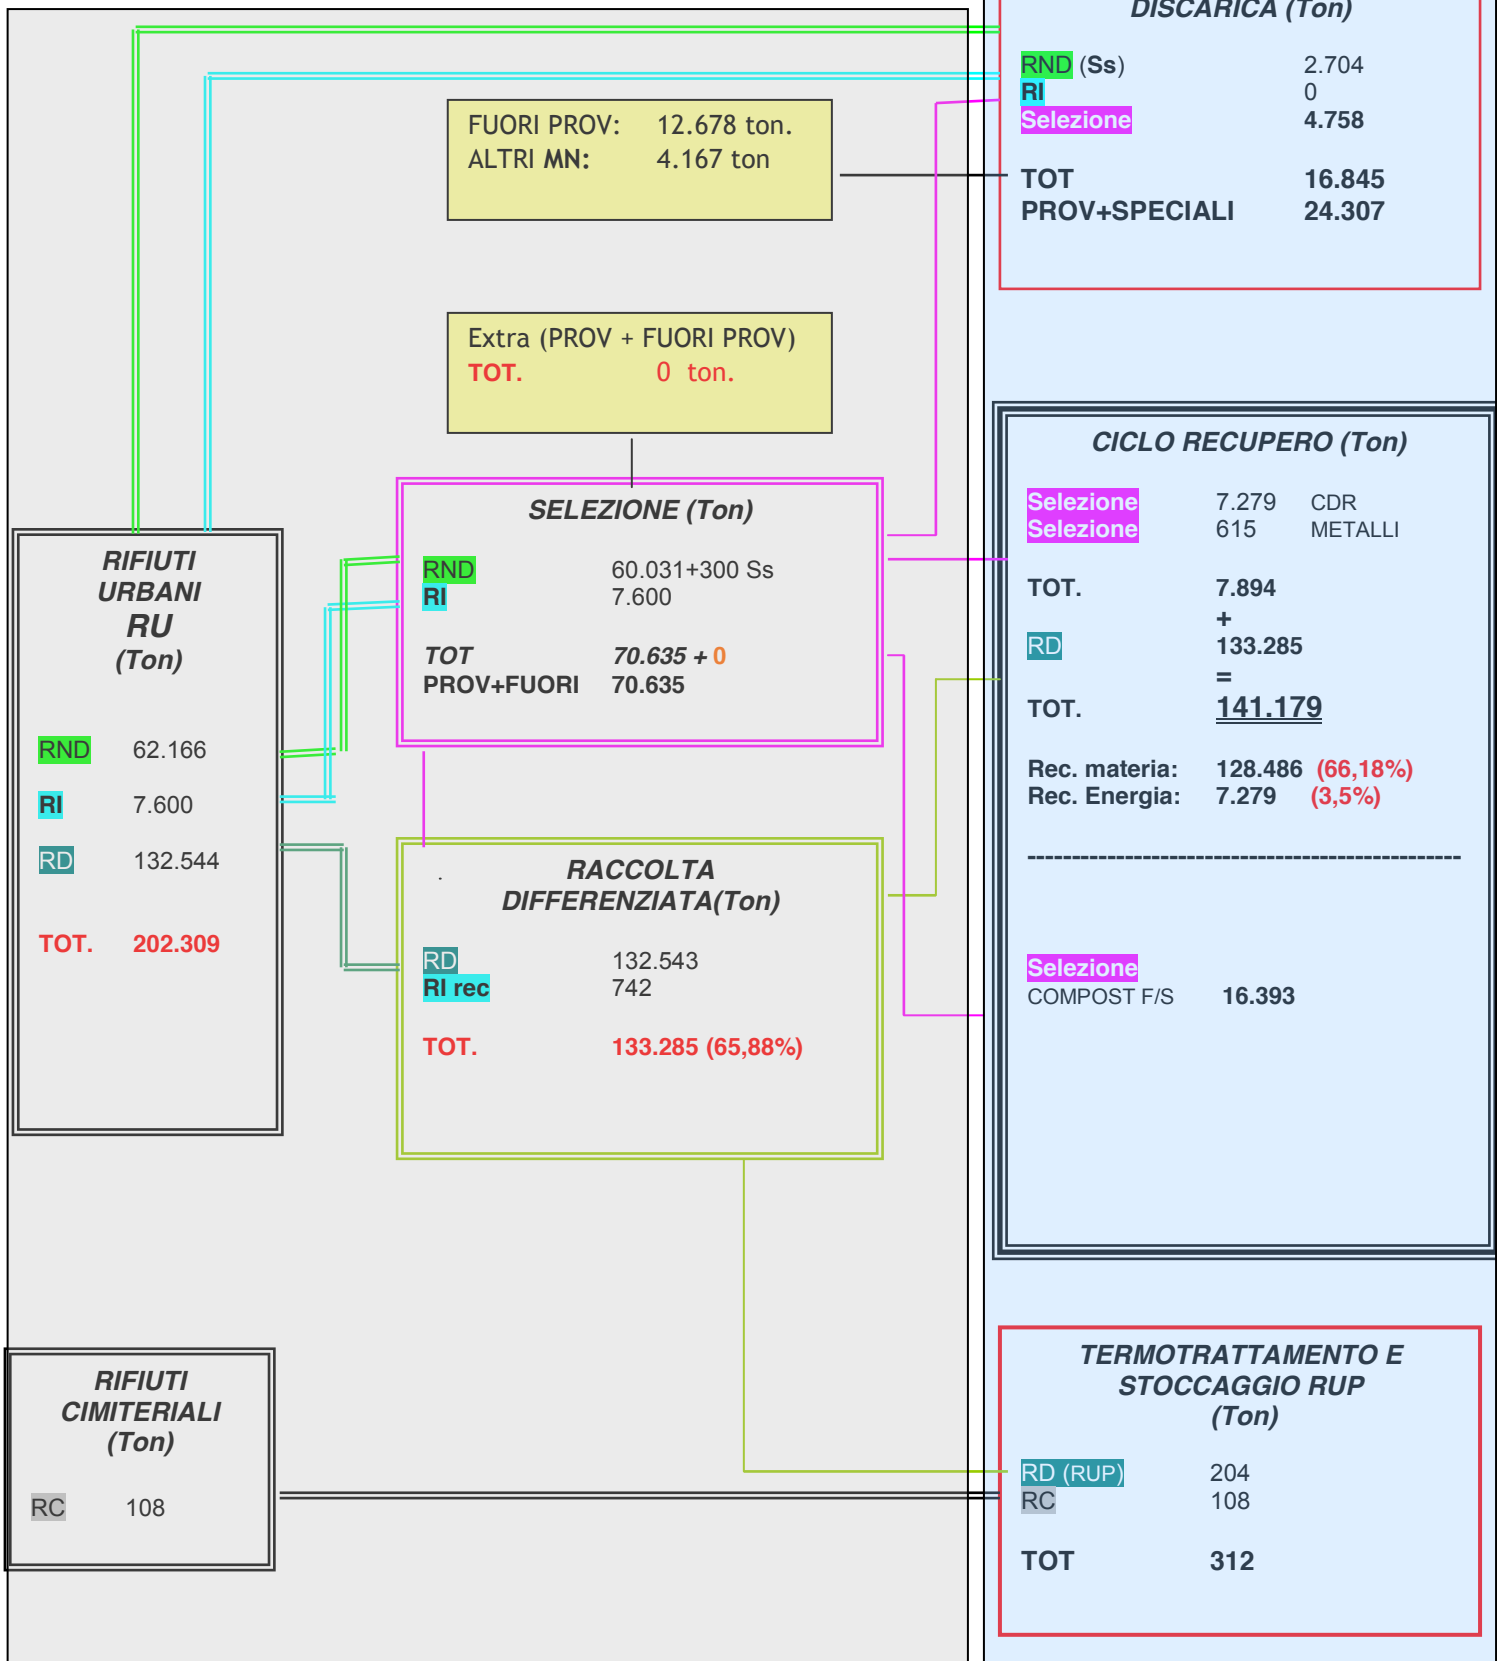 DISCARICA (Ton)
RND (Ss) 2.704
RI 0
Selezione 4.758
TOT 16.845
PROV+SPECIALI 24.307
FUORI PROV: 12.678 ton.
ALTRI MN: 4.167 ton
Extra (PROV + FUORI PROV)
TOT. 0 ton.
SELEZIONE (Ton)
RND 60.031+300 Ss
RI 7.600
TOT 70.635 + 0
PROV+FUORI 70.635
RIFIUTI
URBANI
RU
(Ton)
RND 62.166
RI 7.600
RD 132.544
TOT. 202.309
RACCOLTA
DIFFERENZIATA(Ton)
RD 132.543
RI rec 742
TOT. 133.285 (65,88%)
CICLO RECUPERO (Ton)
Selezione 7.279 CDR
Selezione 615 METALLI
TOT. 7.894
+
RD 133.285
=
TOT. 141.179
Rec. materia: 128.486 (66,18%)
Rec. Energia: 7.279 (3,5%)
------------------------------------------------
Selezione
COMPOST F/S 16.393
RIFIUTI
CIMITERIALI
(Ton)
RC 108
TERMOTRATTAMENTO E
STOCCAGGIO RUP
(Ton)
RD (RUP) 204
RC 108
TOT 312